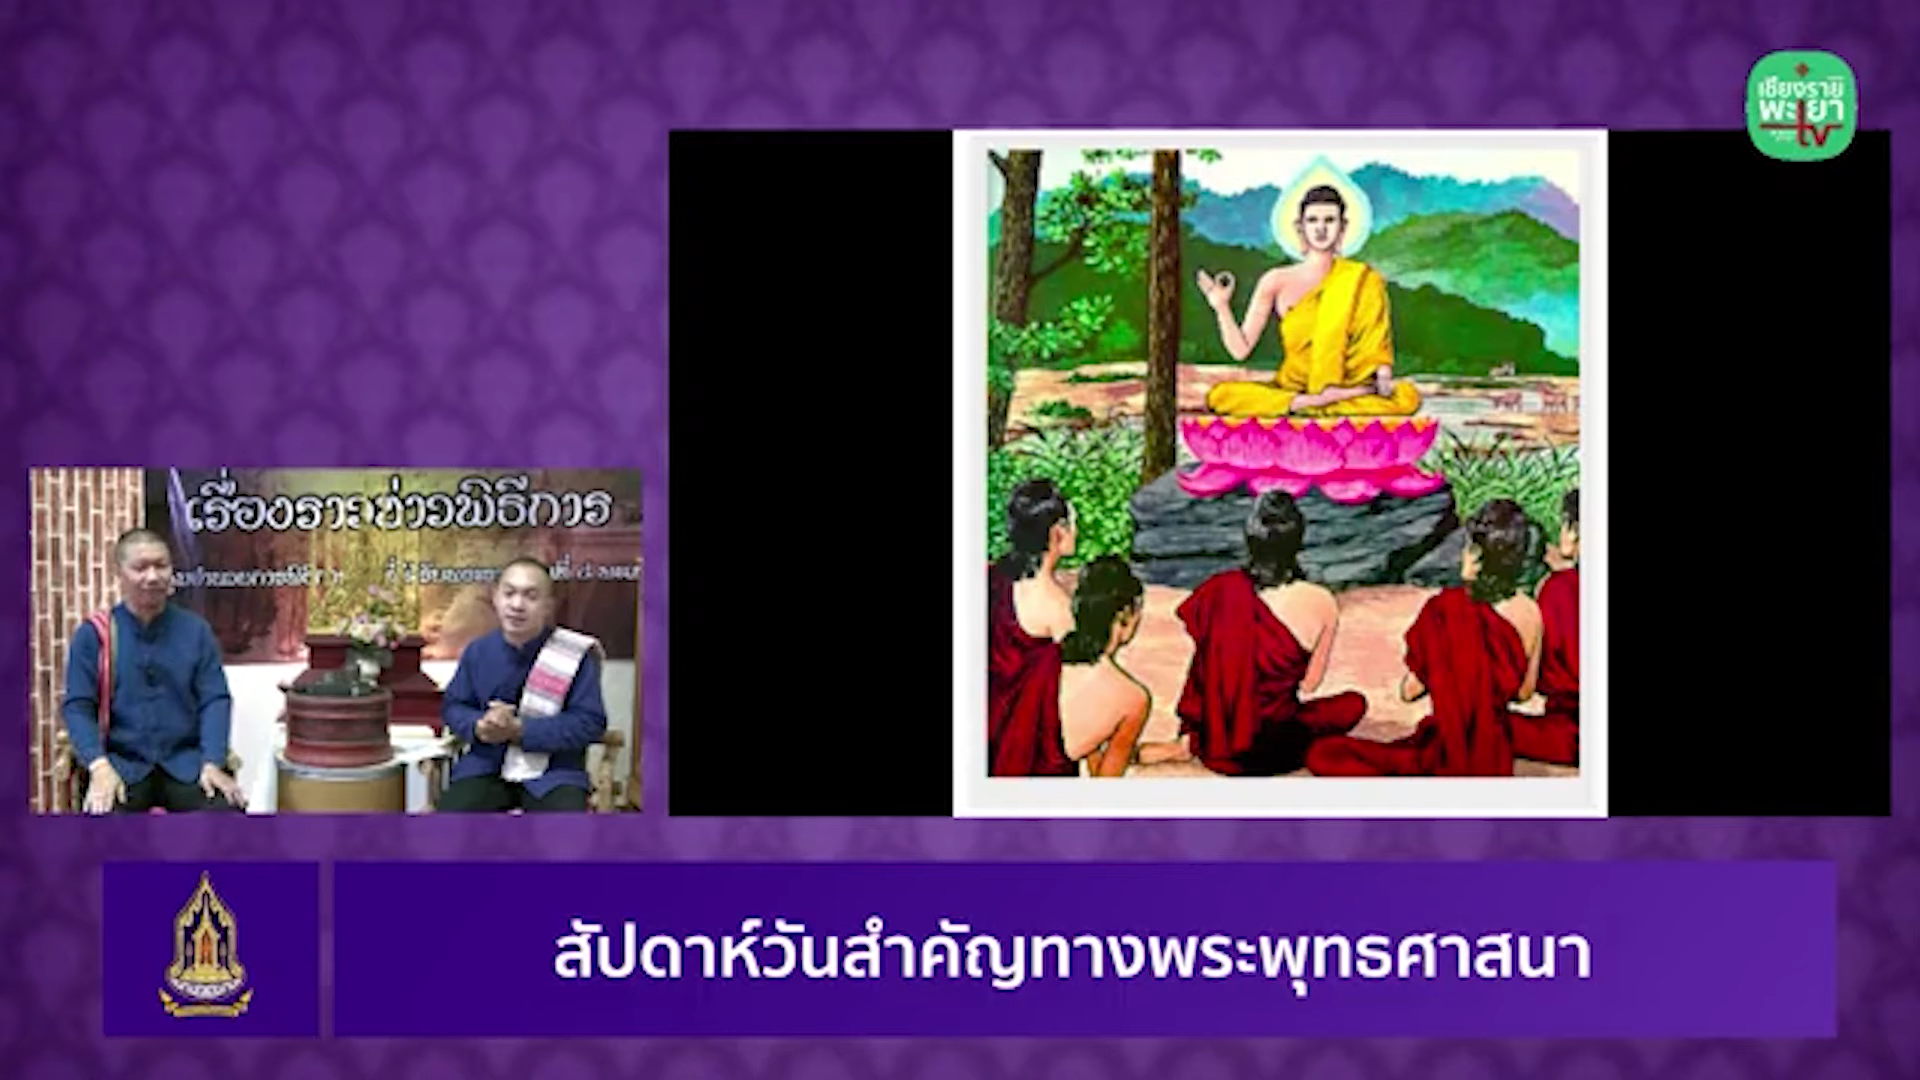 เชียงราย
พะเยา
tv
เรื่องราวข่าวพิธีการ
สัปดาห์วันสำคัญทางพระพุทธศาสนา